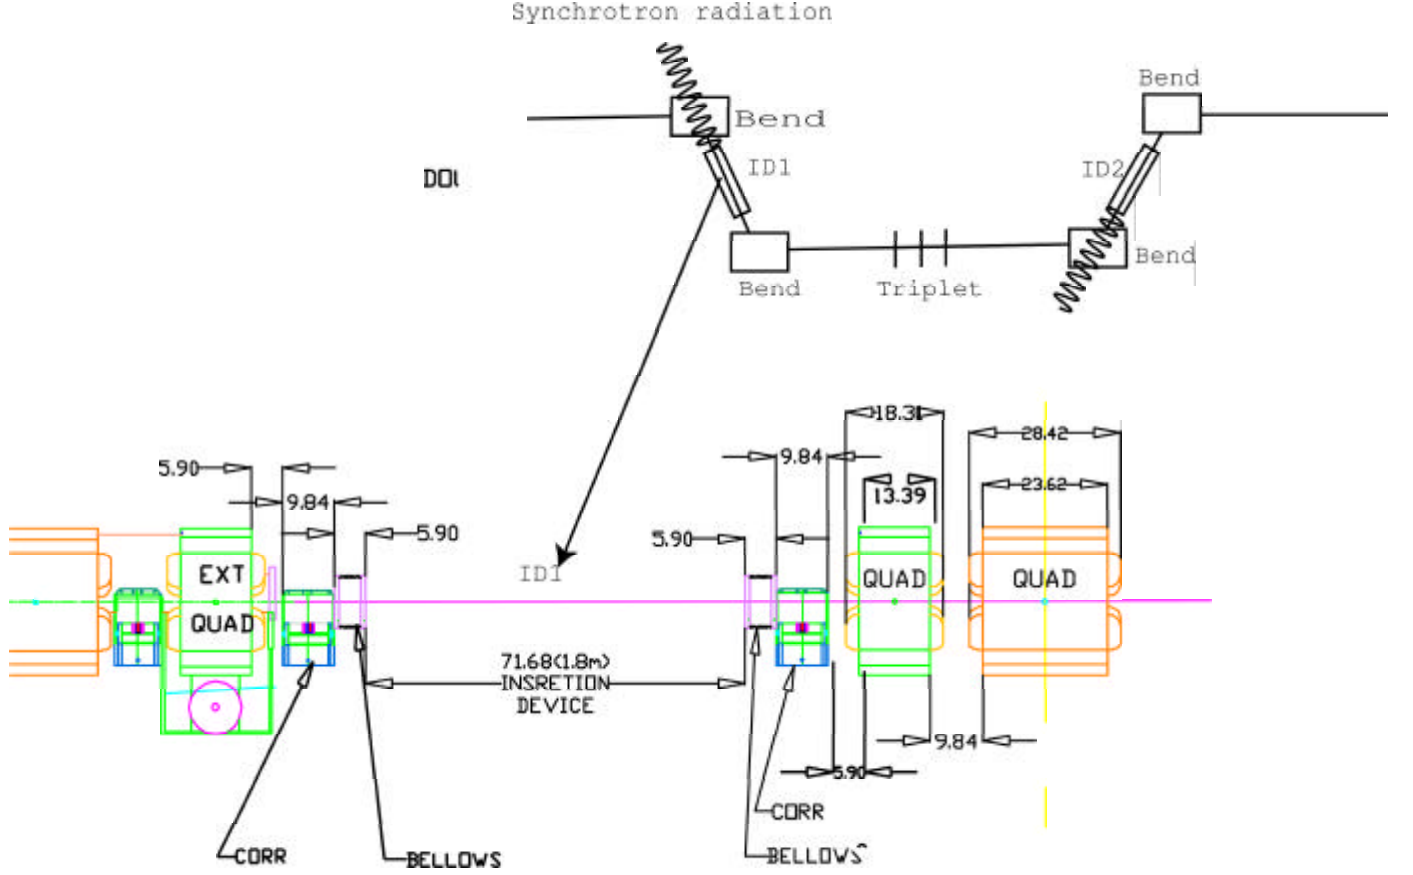 Synchrotron radiation
Bend
Bend
ID1
ID2
Bend
Bend
Triplet
18.31
28.42
5.90
9.84
9.84
13.39
23.62
5.90
5.90
ID1
EXT
QUAD
QUAD
QUAD
71.68(1.8m)
INSRETION
DEVICE
9.84
5.90
CORR
CORR
BELLOWS
BELLOWS